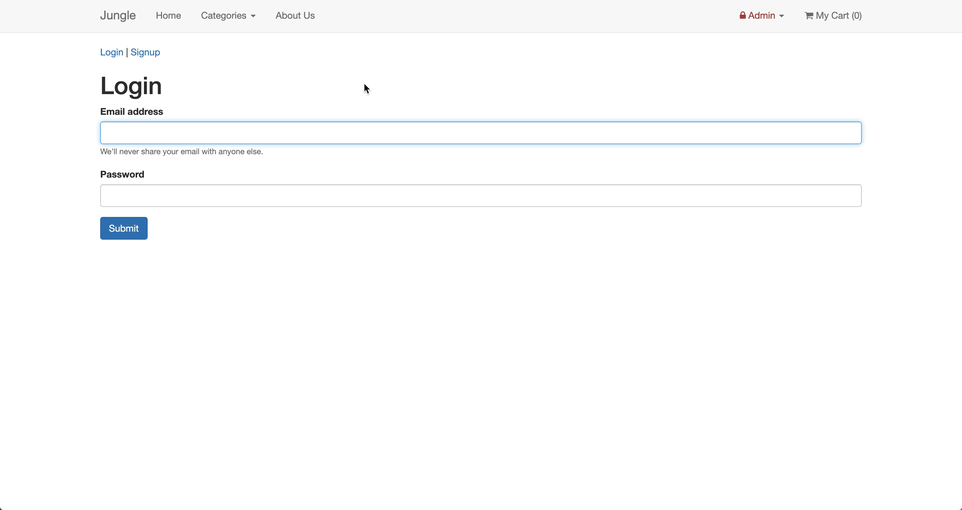 Jungle Home Categories About Us Admin My Cart (0)
Login | Signup
Login
Email address
We'll never share your email with anyone else.
Password
Submit